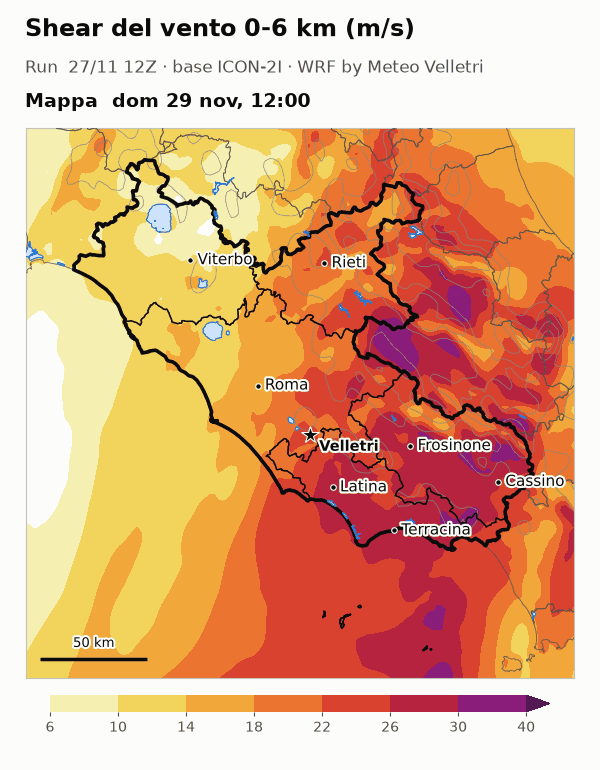 Shear del vento 0-6 km (m/s)
Run 27/11 12Z · base ICON-2I · WRF by Meteo Velletri
Mappa dom 29 nov, 12:00
Viterbo
Rieti
Roma
Velletri
Frosinone
Cassino
Latina
Terracina
50 km
6 10 14 18 22 26 30 40